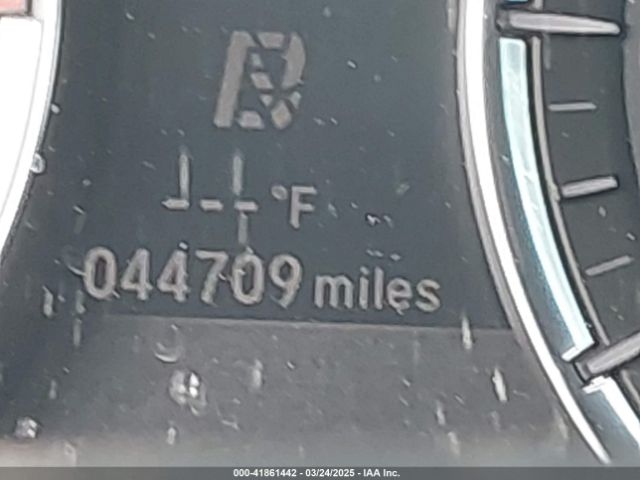 --- °F
044709 miles
000-41861442 - 03/24/2025 - IAA Inc.